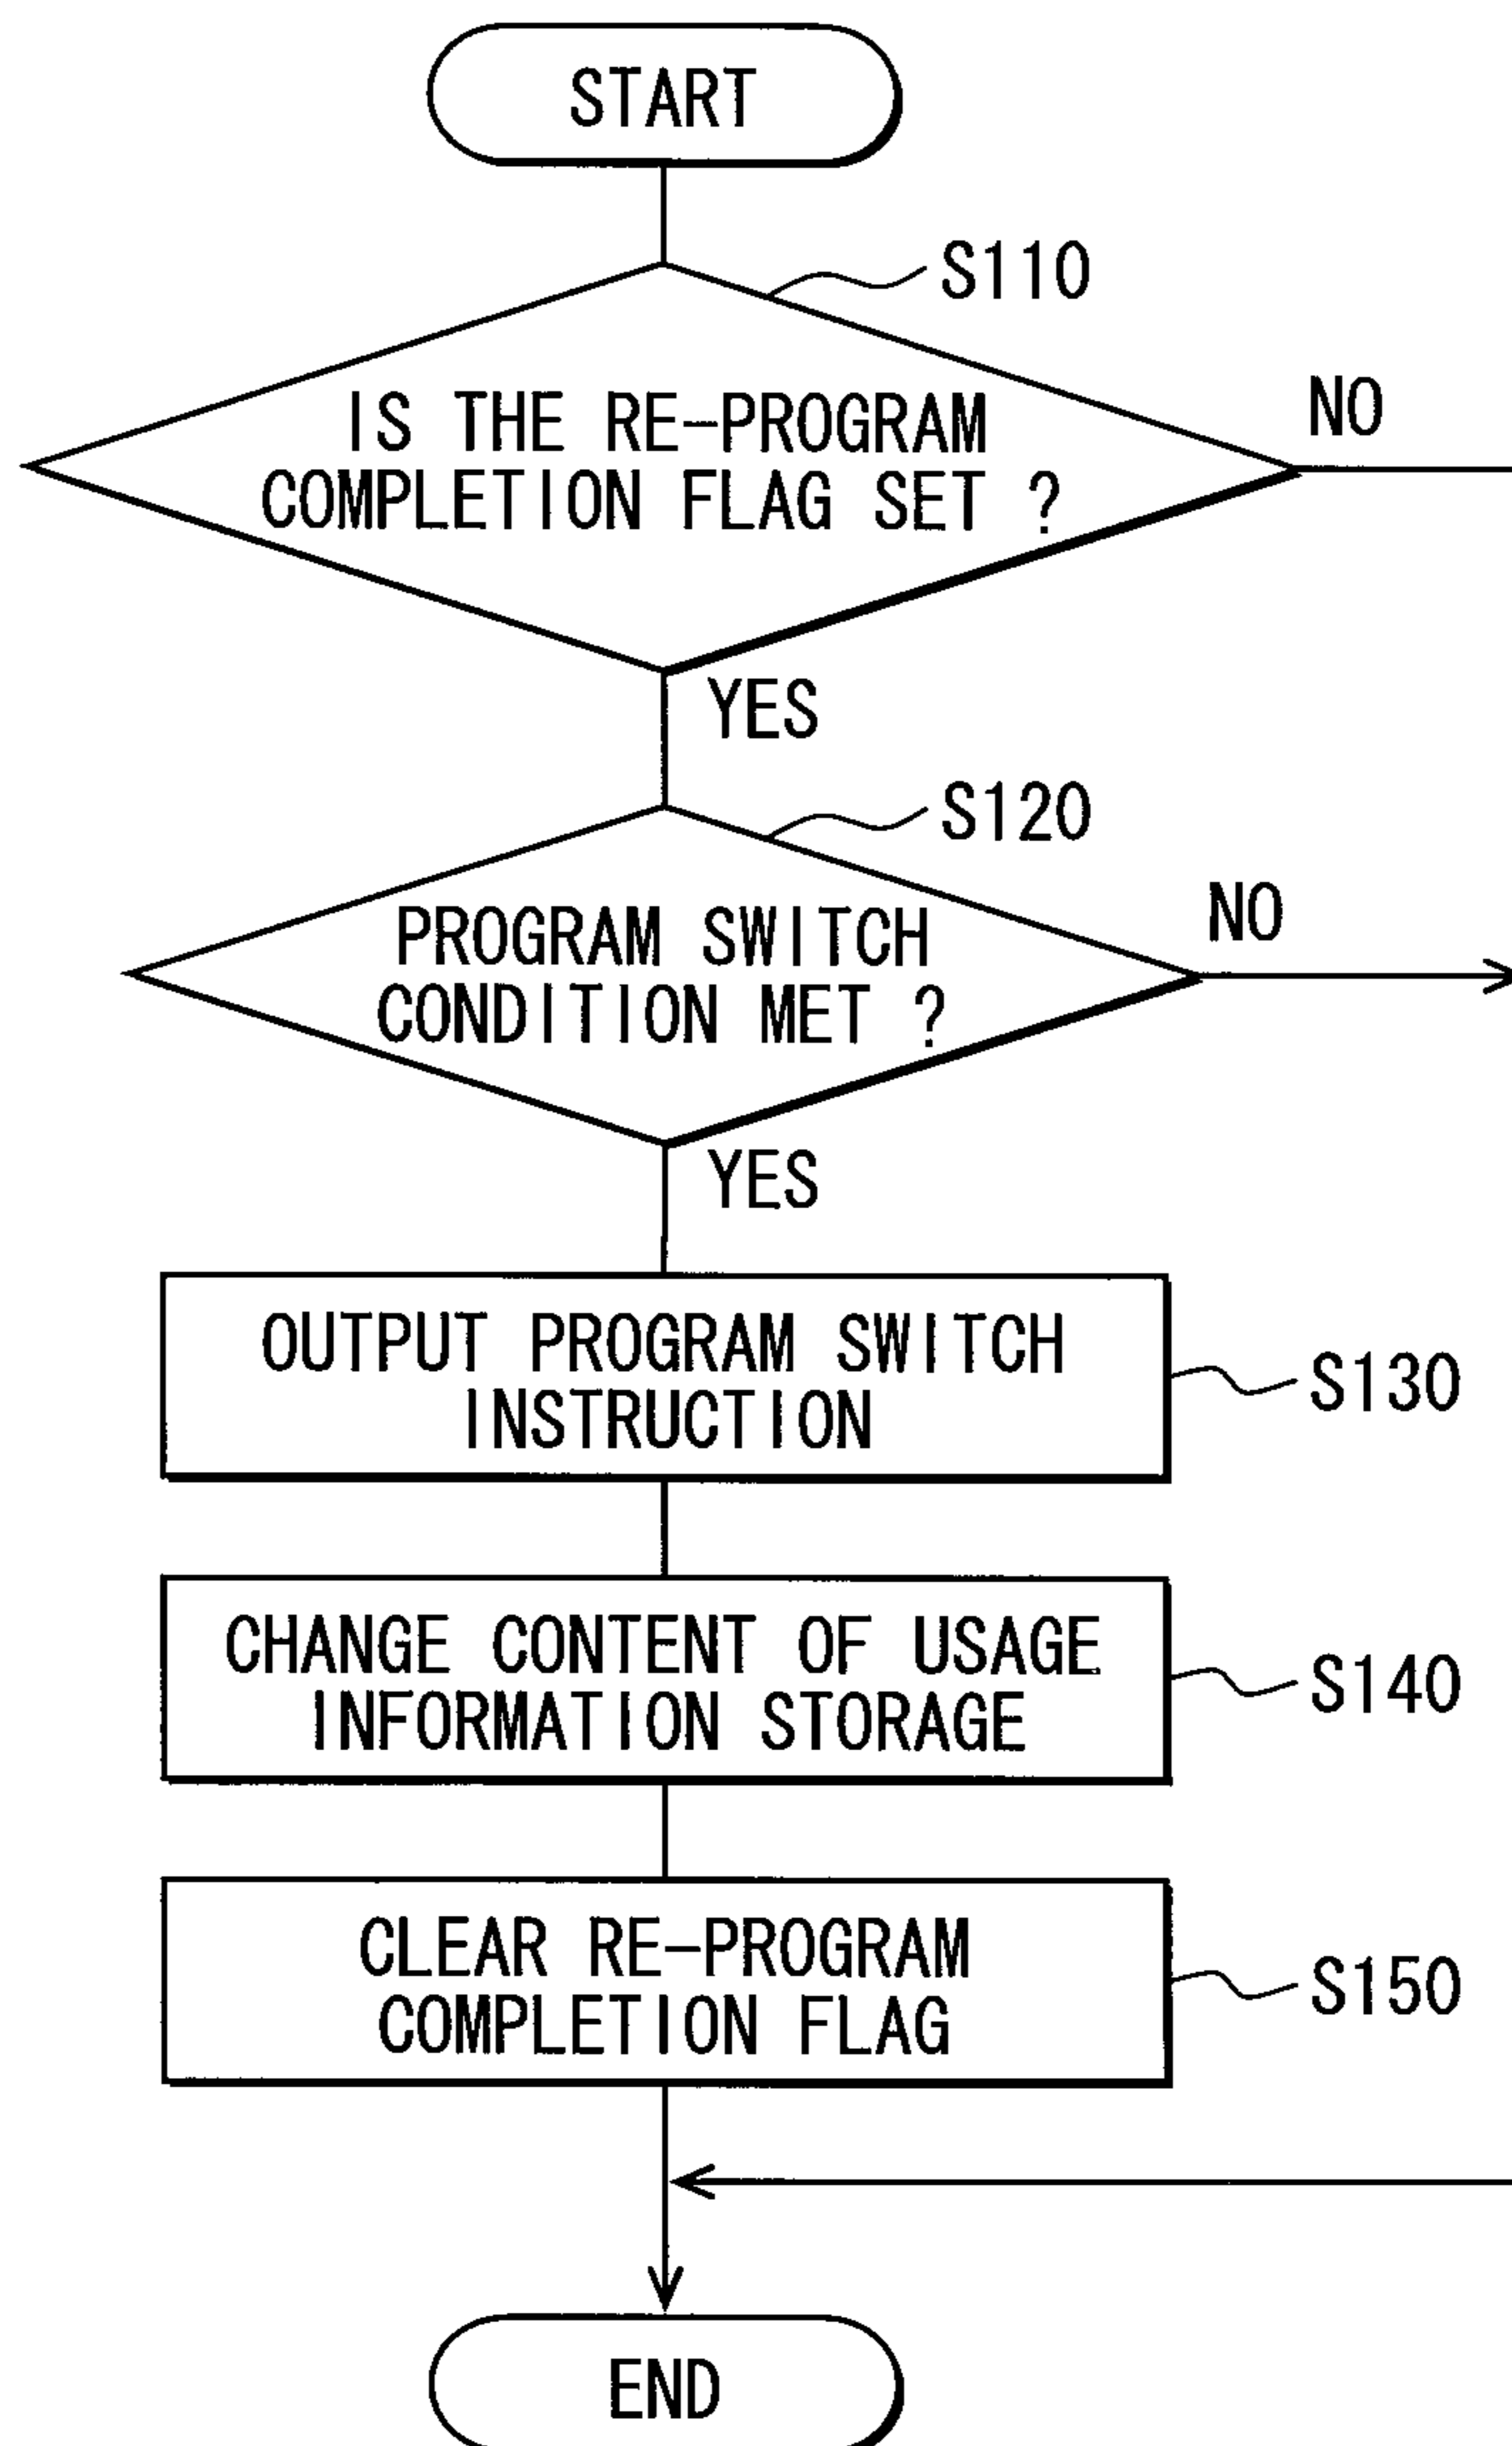 START
S110
IS THE RE-PROGRAM
COMPLETION FLAG SET ?
NO
YES
S120
PROGRAM SWITCH
CONDITION MET ?
NO
YES
OUTPUT PROGRAM SWITCH
INSTRUCTION
S130
CHANGE CONTENT OF USAGE
INFORMATION STORAGE
S140
CLEAR RE-PROGRAM
COMPLETION FLAG
S150
END